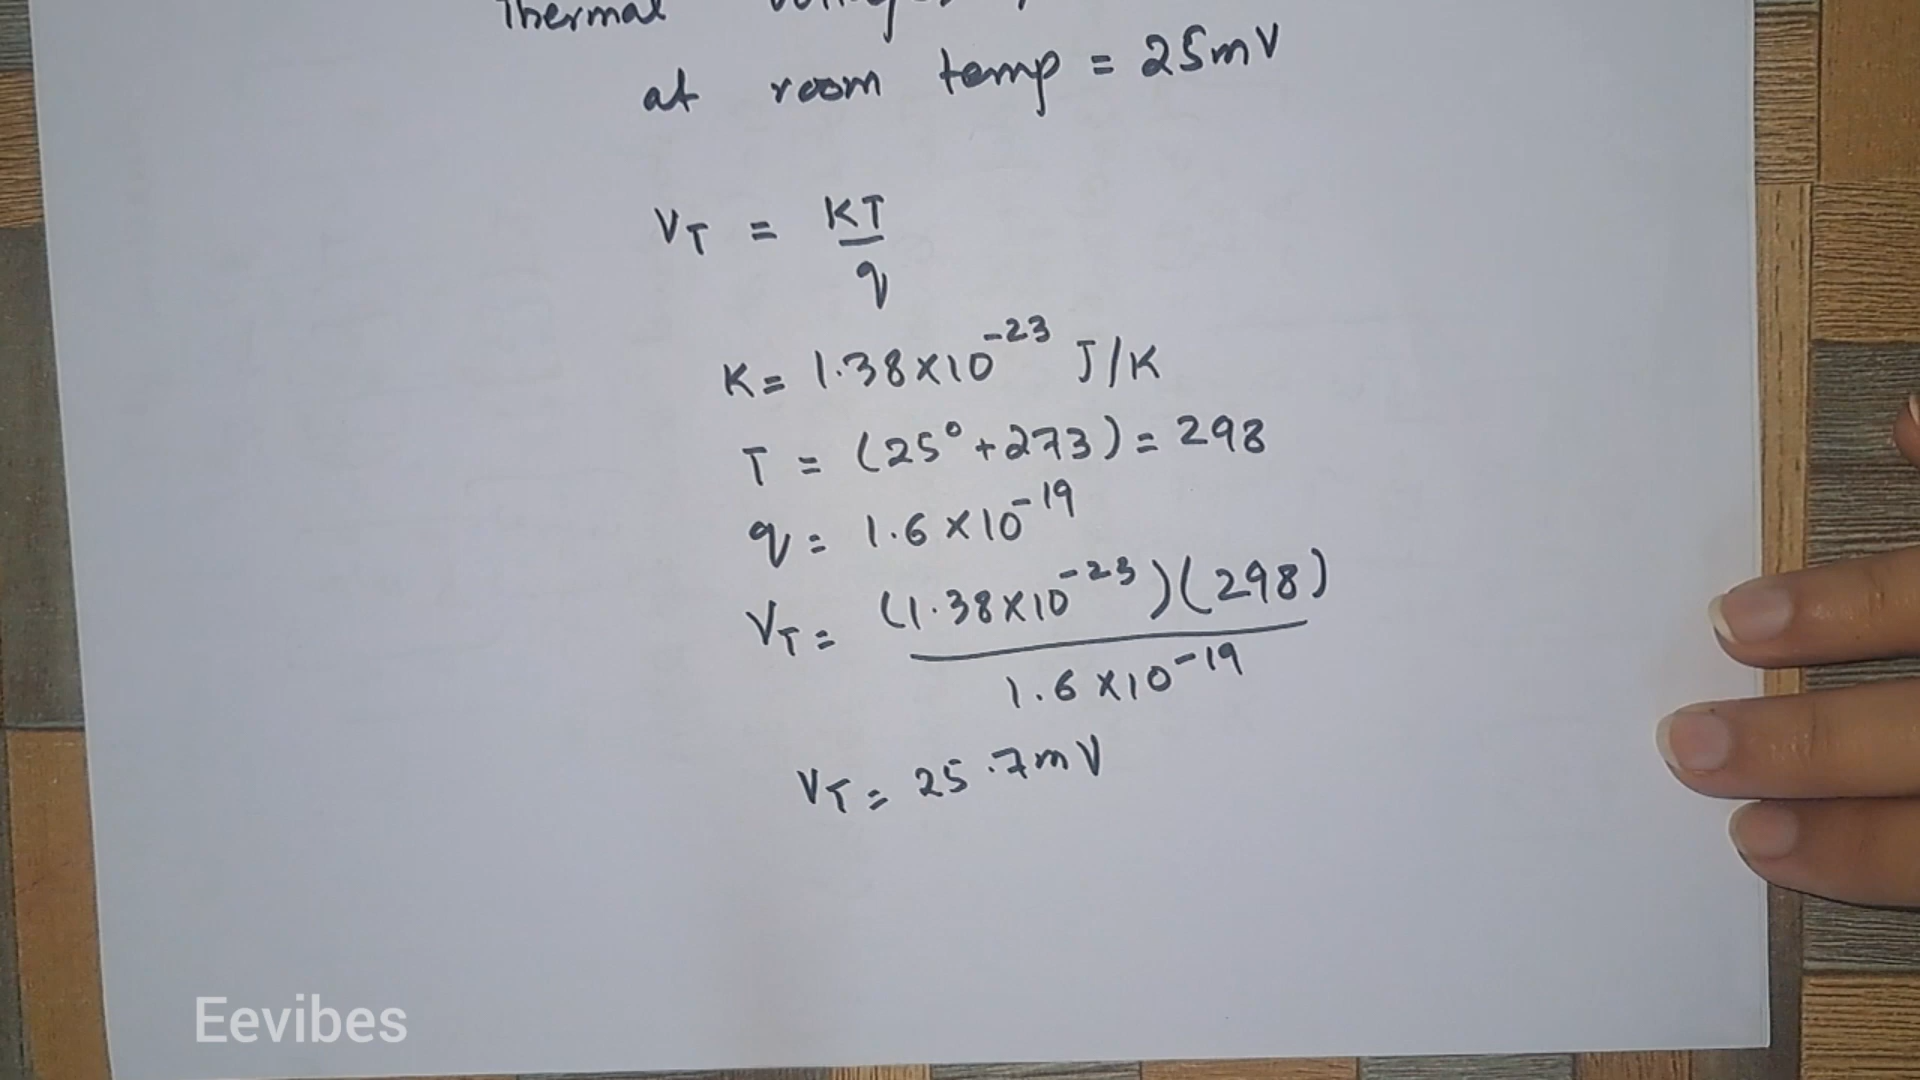 Thermal
at room temp = 25mV
VT = KT/q
K = 1.38×10^-23 J/K
T = (25° + 273) = 298
q = 1.6 × 10^-19
VT = (1.38×10^-23)(298) / 1.6 ×10^-19
VT = 25.7mV
Eevibes